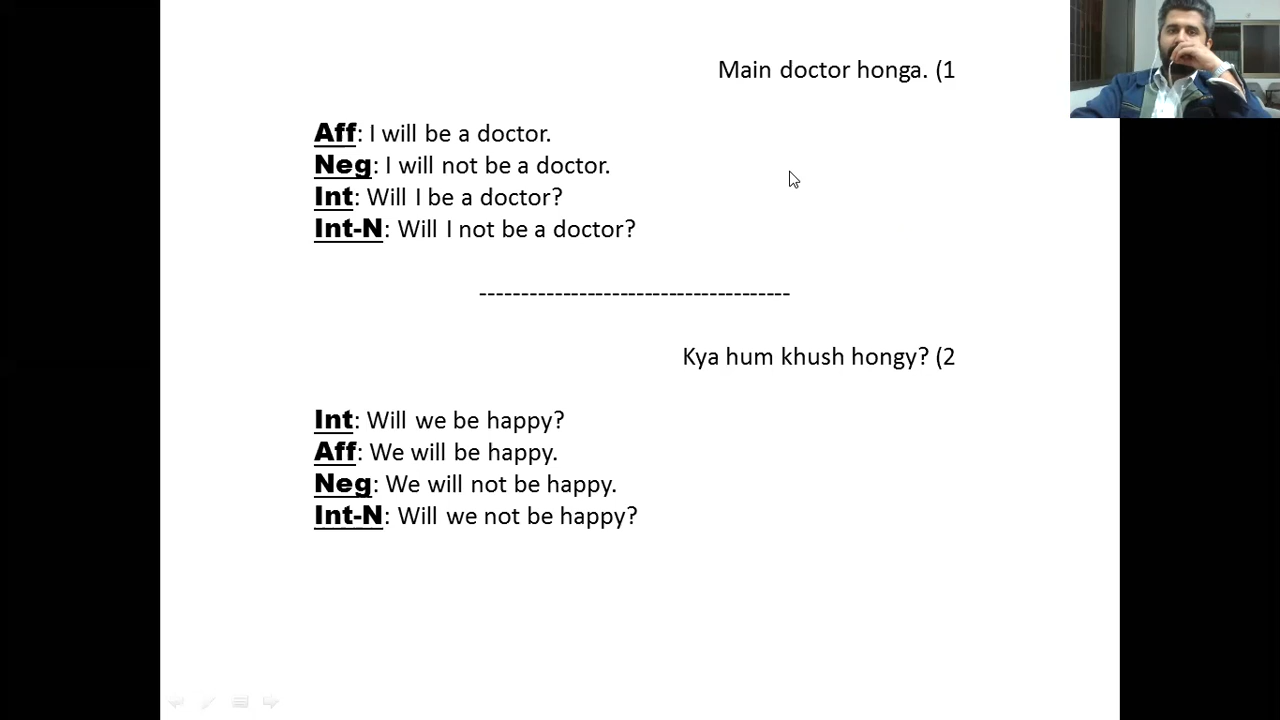 Main doctor honga. (1
Aff: I will be a doctor.
Neg: I will not be a doctor.
Int: Will I be a doctor?
Int-N: Will I not be a doctor?
-------------------------------------
Kya hum khush hongy? (2
Int: Will we be happy?
Aff: We will be happy.
Neg: We will not be happy.
Int-N: Will we not be happy?